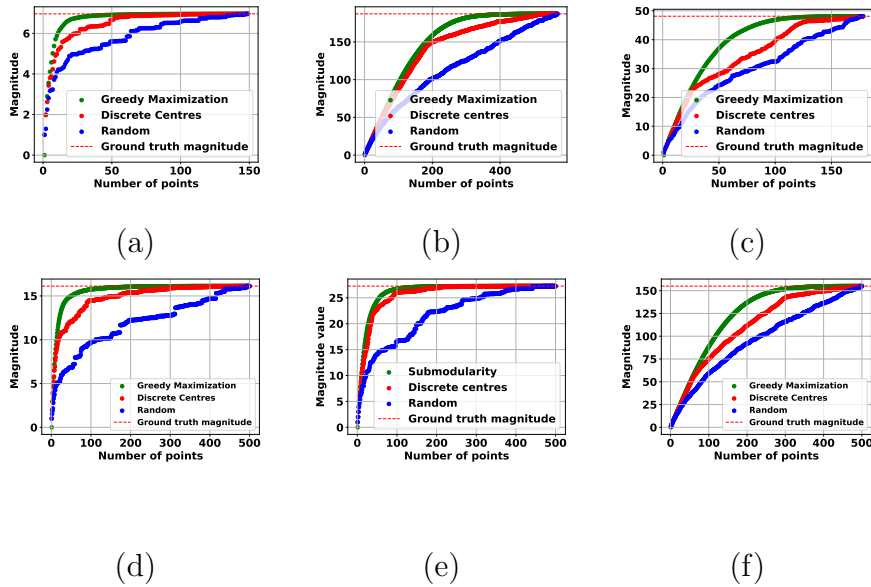 Magnitude
6
4
2
0
Greedy Maximization
Discrete Centres
Random
Ground truth magnitude
0 50 100 150
Number of points
(a)
Magnitude
150
100
50
0
Greedy Maximization
Discrete centres
Random
Ground truth magnitude
0 200 400
Number of points
(b)
Magnitude
50
40
30
20
10
0
Greedy Maximization
Discrete centres
Random
Ground truth magnitude
0 50 100 150
Number of points
(c)
Magnitude
15
10
5
0
Greedy Maximization
Discrete Centres
Random
Ground truth magnitude
0 100 200 300 400 500
Number of points
(d)
Magnitude value
25
20
15
10
5
0
Submodularity
Discrete centres
Random
Ground truth magnitude
0 100 200 300 400 500
Number of points
(e)
Magnitude
150
125
100
75
50
25
0
Greedy Maximization
Discrete Centres
Random
Ground truth magnitude
0 100 200 300 400 500
Number of points
(f)